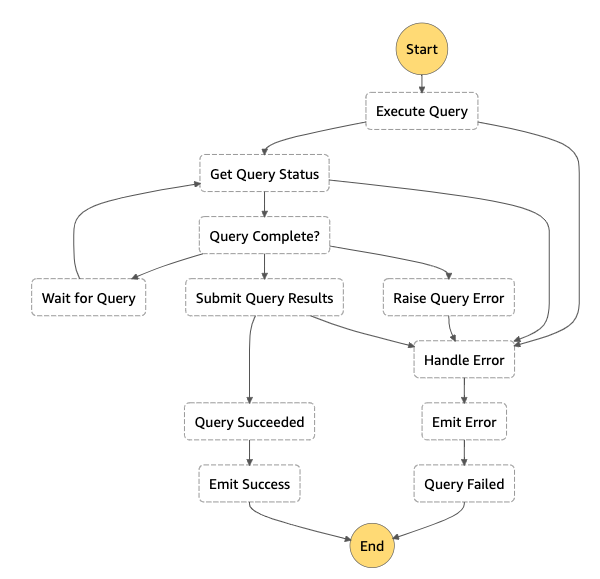 Start
Execute Query
Get Query Status
Query Complete?
Wait for Query
Submit Query Results
Raise Query Error
Handle Error
Query Succeeded
Emit Error
Emit Success
Query Failed
End